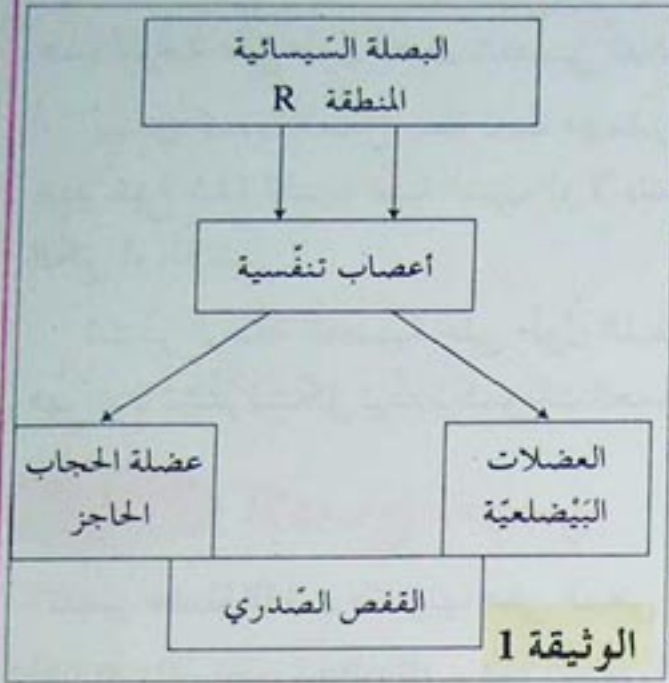 البصلة السّيسائية
المنطقة R
أعصاب تنفّسية
العضلات
البَيْضلعيّة
عضلة الحجاب
الحاجز
القفص الصّدري
الوثيقة 1